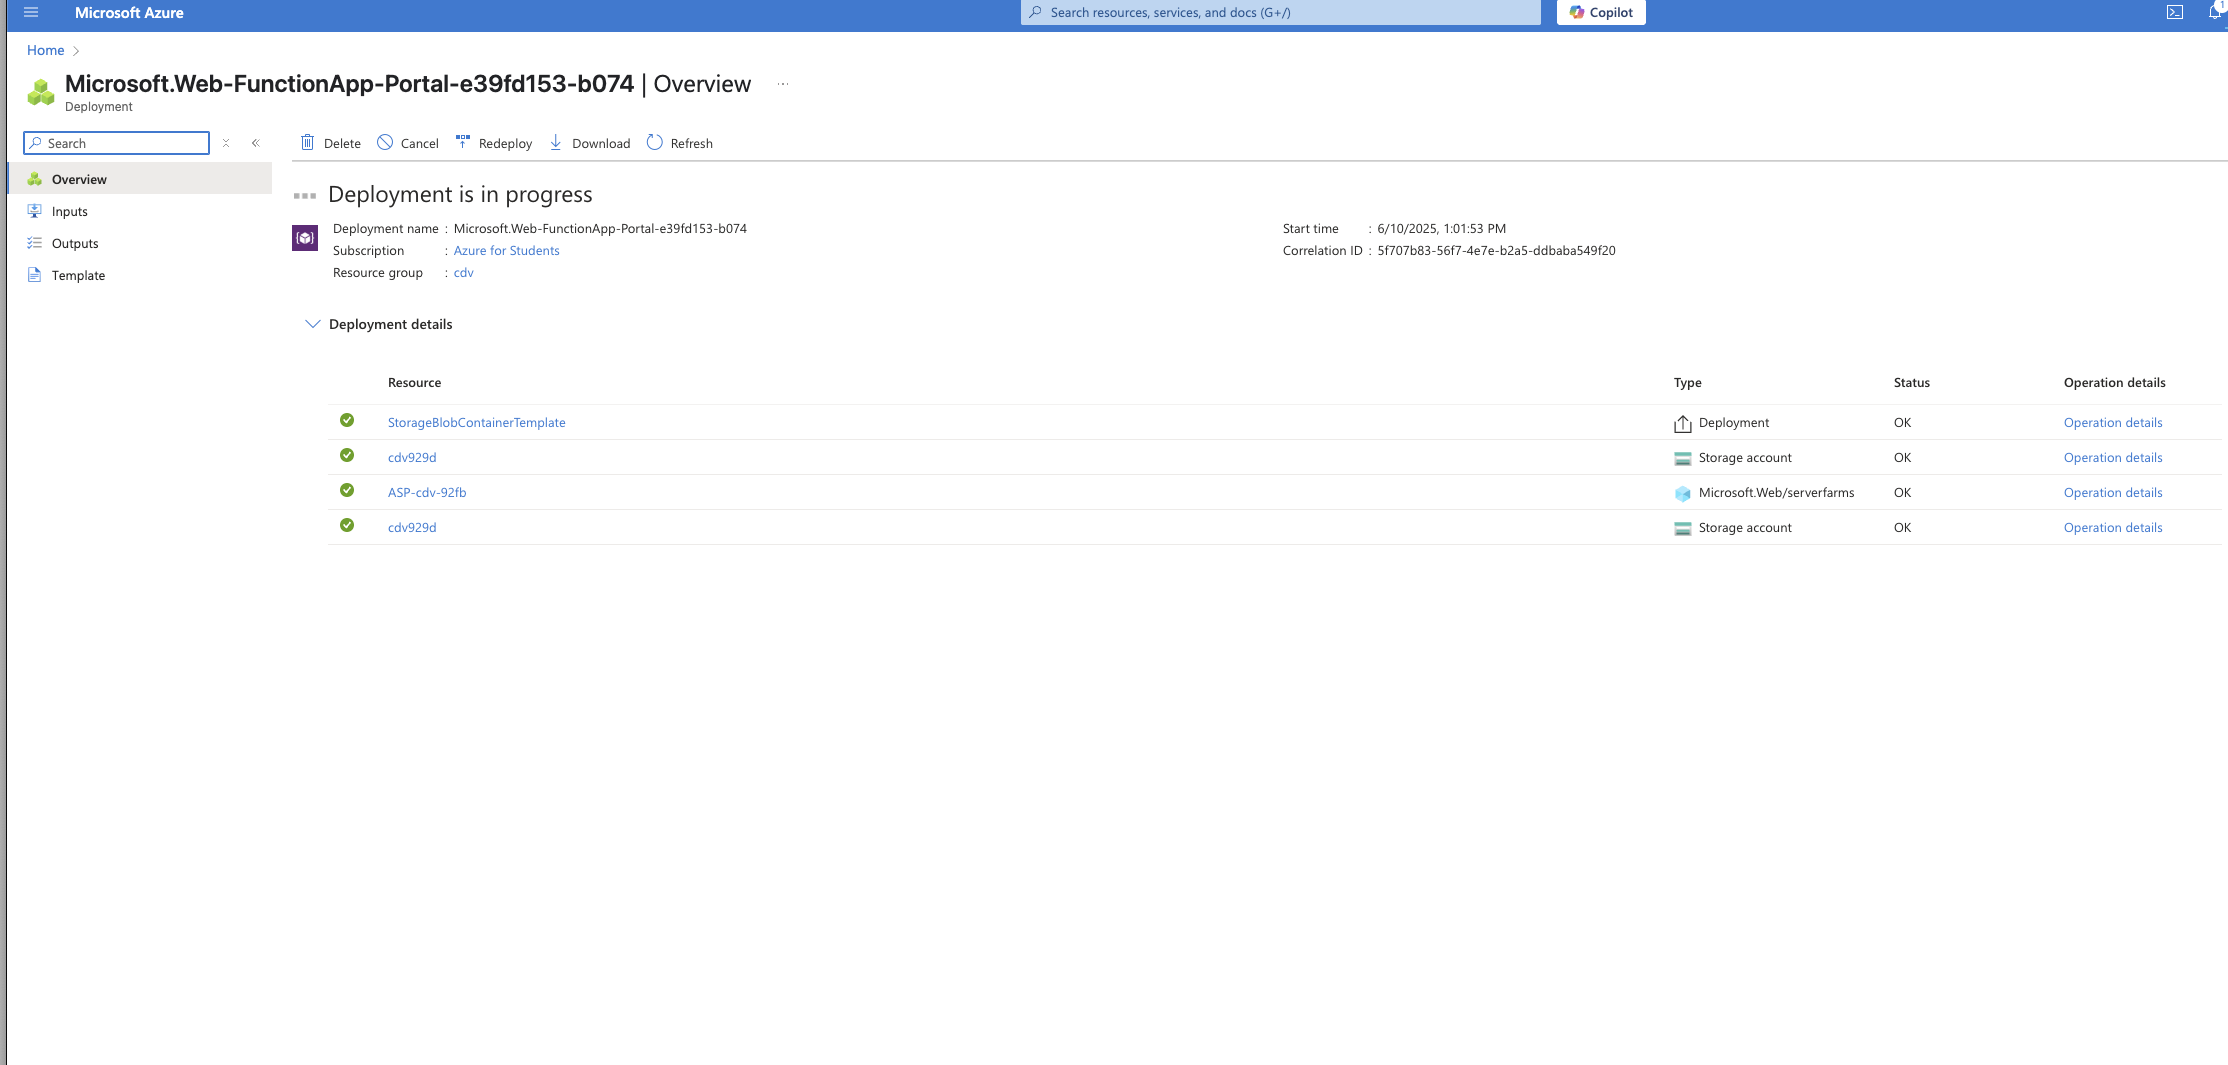 Microsoft Azure
Search resources, services, and docs (G+/)
Copilot
1
Home
Microsoft.Web-FunctionApp-Portal-e39fd153-b074 | Overview ...
Deployment
Search
Delete
Cancel
Redeploy
Download
Refresh
Overview
Inputs
Outputs
Template
Deployment is in progress
Deployment name : Microsoft.Web-FunctionApp-Portal-e39fd153-b074
Subscription : Azure for Students
Resource group : cdv
Start time : 6/10/2025, 1:01:53 PM
Correlation ID : 5f707b83-56f7-4e7e-b2a5-ddbaba549f20
Deployment details
Resource Type Status Operation details
StorageBlobContainerTemplate Deployment OK Operation details
cdv929d Storage account OK Operation details
ASP-cdv-92fb Microsoft.Web/serverfarms OK Operation details
cdv929d Storage account OK Operation details